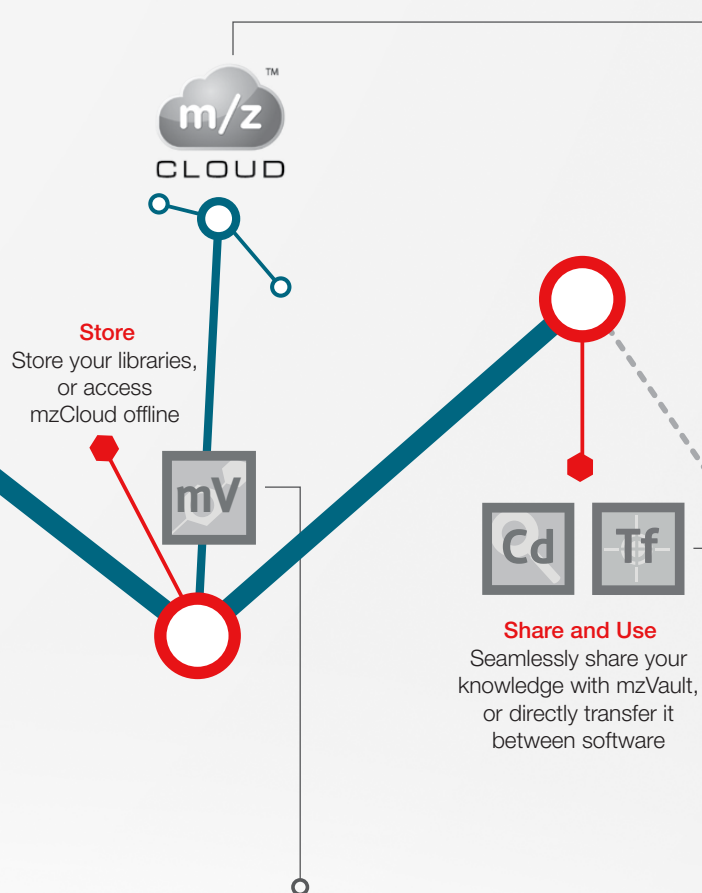 m/z
™
CLOUD
Store
Store your libraries,
or access
mzCloud offline
mV
Cd
Tf
Share and Use
Seamlessly share your
knowledge with mzVault,
or directly transfer it
between software